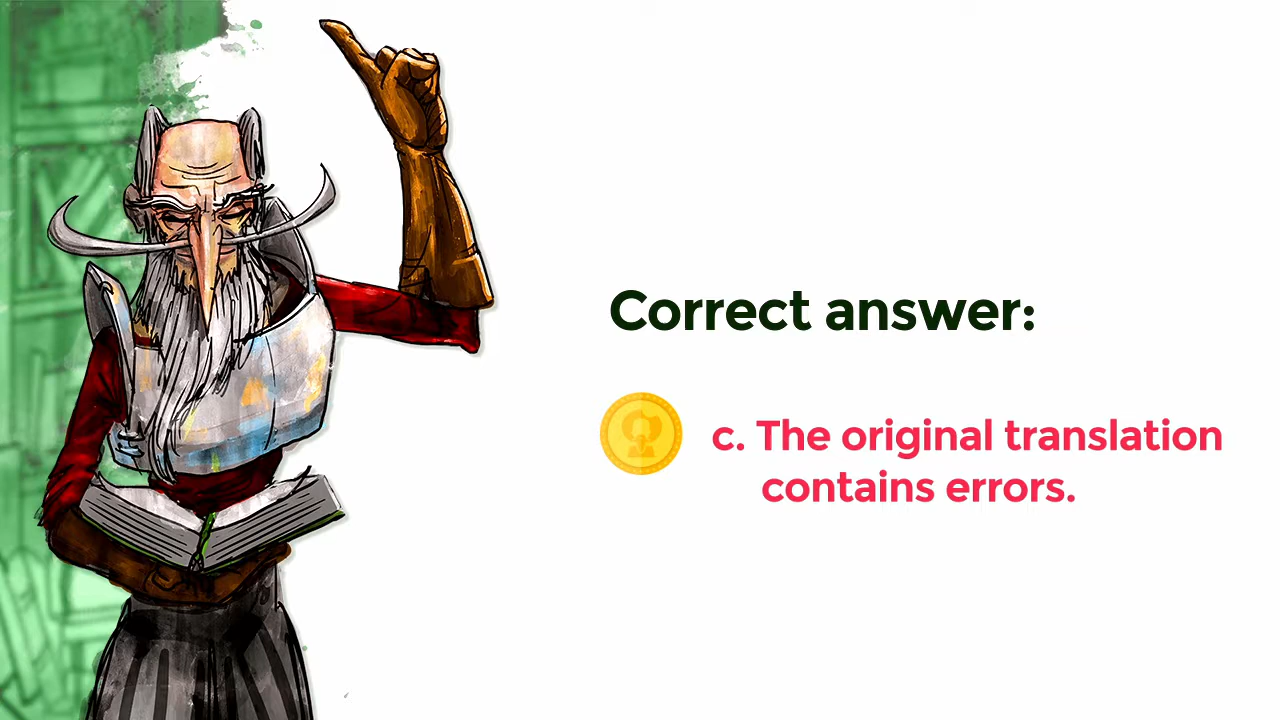 Correct answer:
c. The original translation
contains errors.